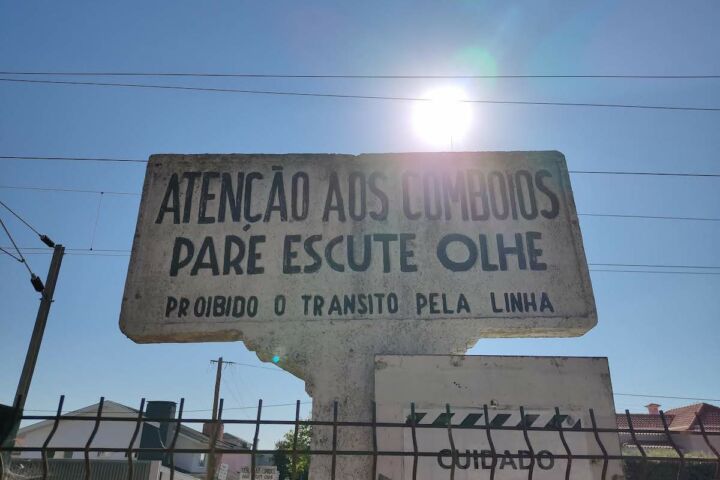 ATENÇÃO AOS COMBOIOS
PARE ESCUTE OLHE
PROIBIDO O TRANSITO PELA LINHA
CUIDADO